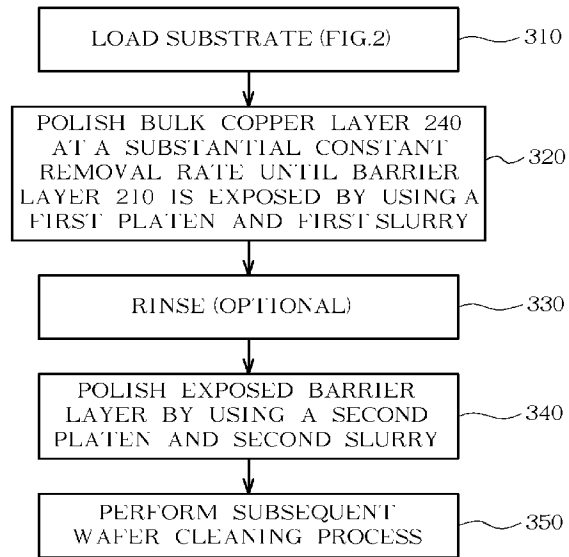 LOAD SUBSTRATE (FIG.2)
310
POLISH BULK COPPER LAYER 240
AT A SUBSTANTIAL CONSTANT
REMOVAL RATE UNTIL BARRIER
LAYER 210 IS EXPOSED BY USING A
FIRST PLATEN AND FIRST SLURRY
320
RINSE (OPTIONAL)
330
POLISH EXPOSED BARRIER
LAYER BY USING A SECOND
PLATEN AND SECOND SLURRY
340
PERFORM SUBSEQUENT
WAFER CLEANING PROCESS
350